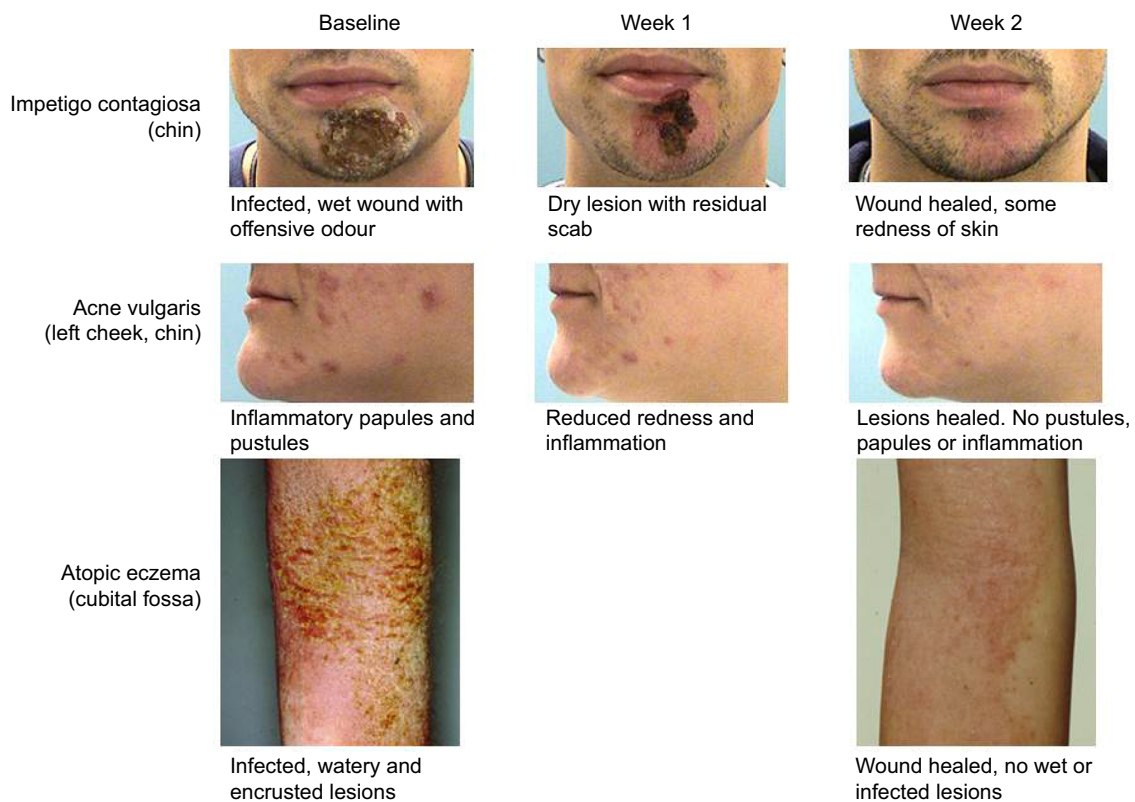 Baseline
Week 1
Week 2
Impetigo contagiosa
(chin)
Infected, wet wound with
offensive odour
Dry lesion with residual
scab
Wound healed, some
redness of skin
Acne vulgaris
(left cheek, chin)
Inflammatory papules and
pustules
Reduced redness and
inflammation
Lesions healed. No pustules,
papules or inflammation
Atopic eczema
(cubital fossa)
Infected, watery and
encrusted lesions
Wound healed, no wet or
infected lesions